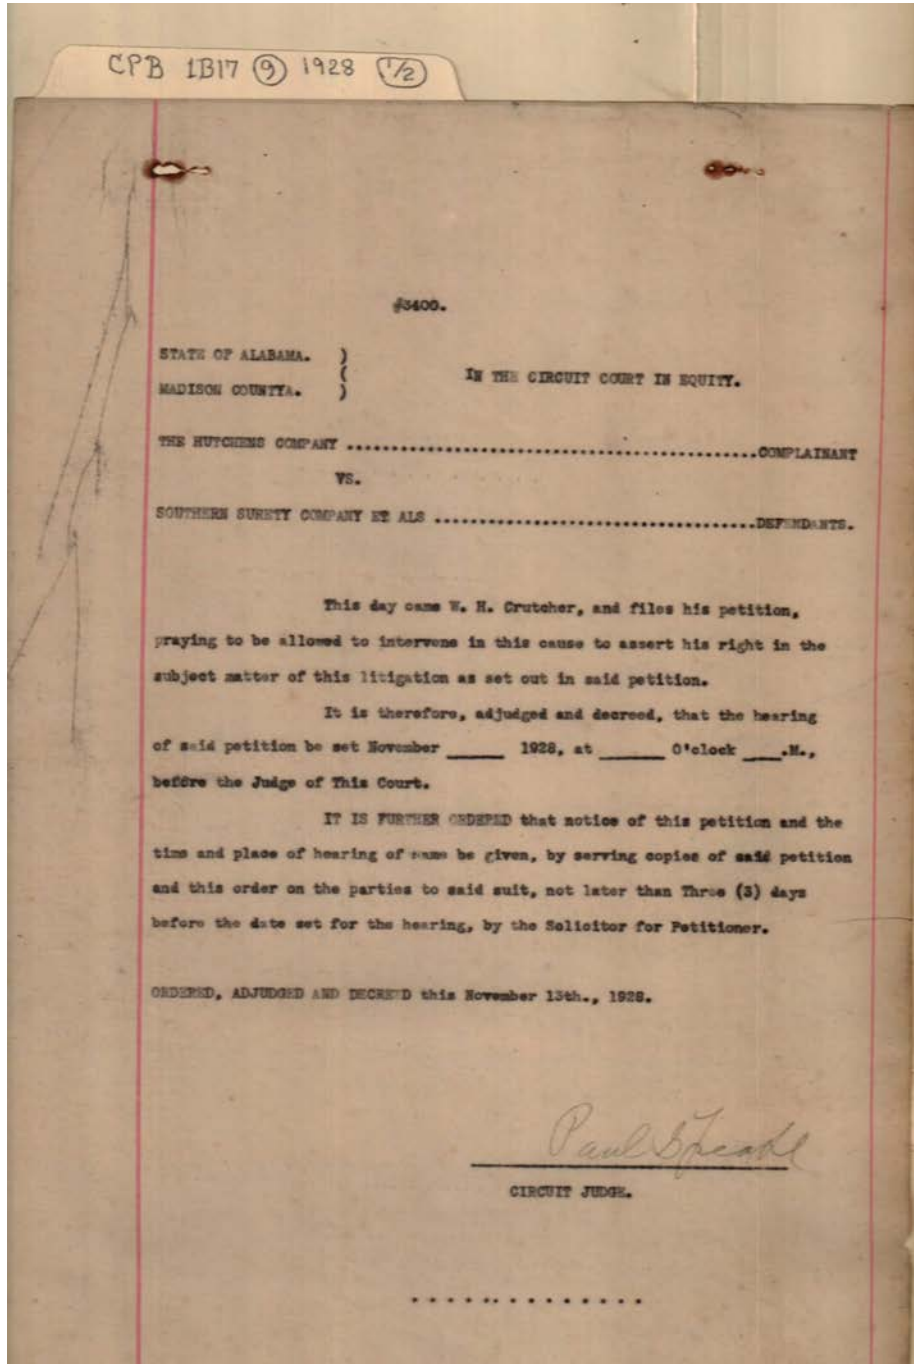 CPB 1B17 9 1928 1/2
#3400.
STATE OF ALABAMA. )
(
IN THE CIRCUIT COURT IN EQUITY.
MADISON COUNTYA. )
THE HUTCHENS COMPANY ................................................COMPLAINANT
VS.
SOUTHERN SURETY COMPANY ET ALS .....................................DEFENDANTS.
This day came W. H. Crutcher, and files his petition,
praying to be allowed to intervene in this cause to assert his right in the
subject matter of this litigation as set out in said petition.
It is therefore, adjudged and decreed, that the hearing
of said petition be set November ______ 1928, at ______ O'clock ____.M.,
before the Judge of This Court.
IT IS FURTHER ORDERED that notice of this petition and the
time and place of hearing of same be given, by serving copies of said petition
and this order on the parties to said suit, not later than Three (3) days
before the date set for the hearing, by the Solicitor for Petitioner.
ORDERED, ADJUDGED AND DECREED this November 13th., 1928.
Paul Speake
CIRCUIT JUDGE.
. . . . . . . . . . . . . .